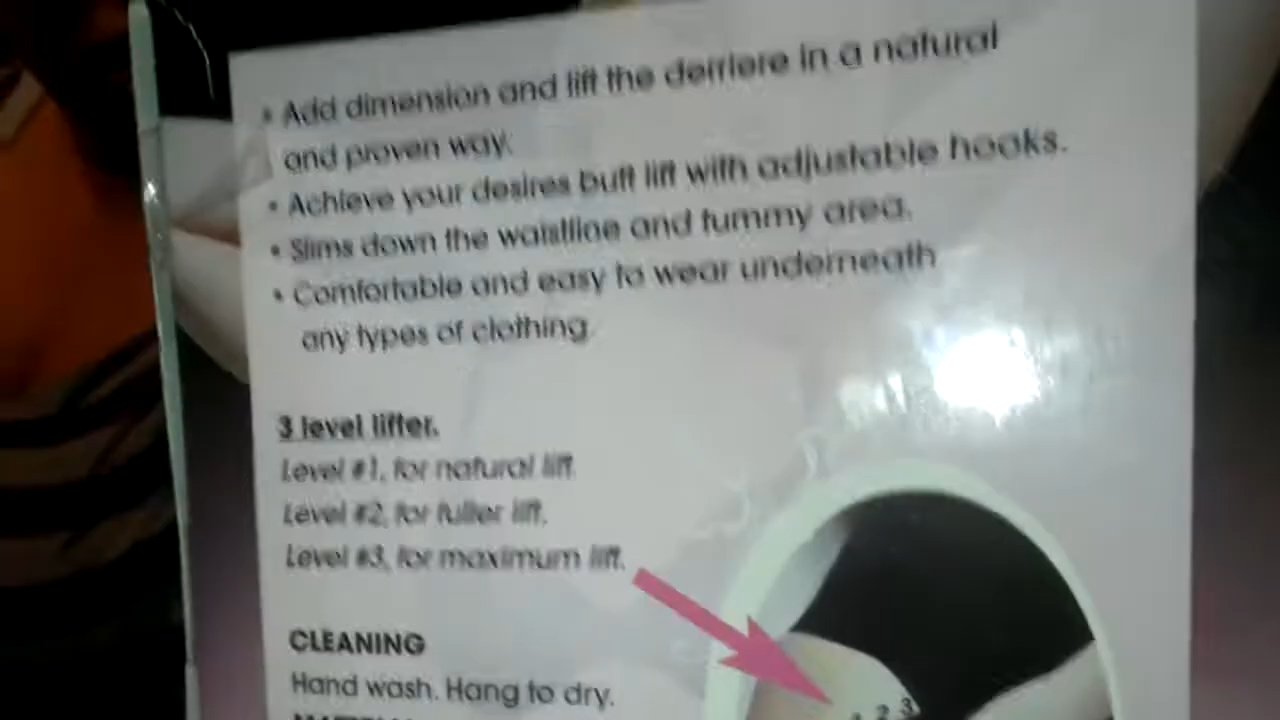 • Add dimension and lift the derriere in a natural
and proven way.
• Achieve your desires butt lift with adjustable hooks.
• Slims down the waistline and tummy area.
• Comfortable and easy to wear underneath
any types of clothing.
3 level lifter.
Level #1, for natural lift.
Level #2, for fuller lift.
Level #3, for maximum lift.
CLEANING
Hand wash. Hang to dry.
2 3